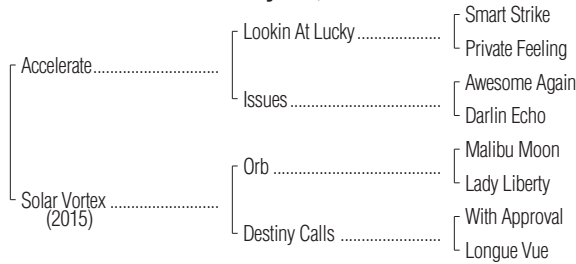 Smart Strike
Lookin At Lucky ..................
Private Feeling
Accelerate..........................
Awesome Again
Issues .................................
Darlin Echo
Malibu Moon
Orb .....................................
Lady Liberty
Solar Vortex ......................
(2015)
With Approval
Destiny Calls ......................
Longue Vue